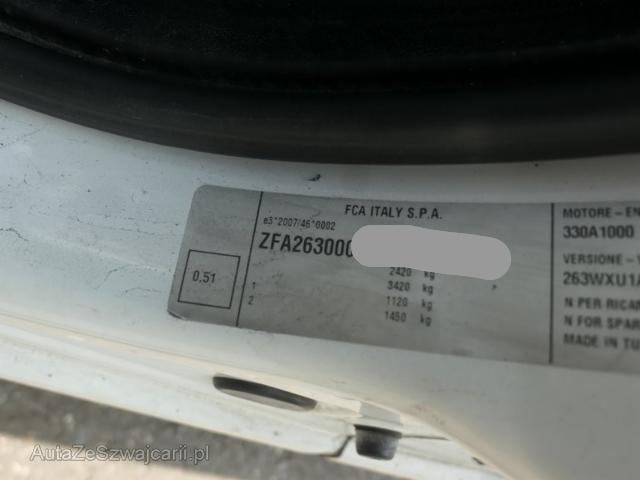 FCA ITALY S.P.A.
e3*2007/46*0002
ZFA263000
2420 kg
1 3420 kg
2 1120 kg
1450 kg
0,51
MOTORE - EN
330A1000
VERSIONE -
263WXU1A
N PER RICA
N FOR SPAR
MADE IN TU
AutaZeSzwajcarii.pl